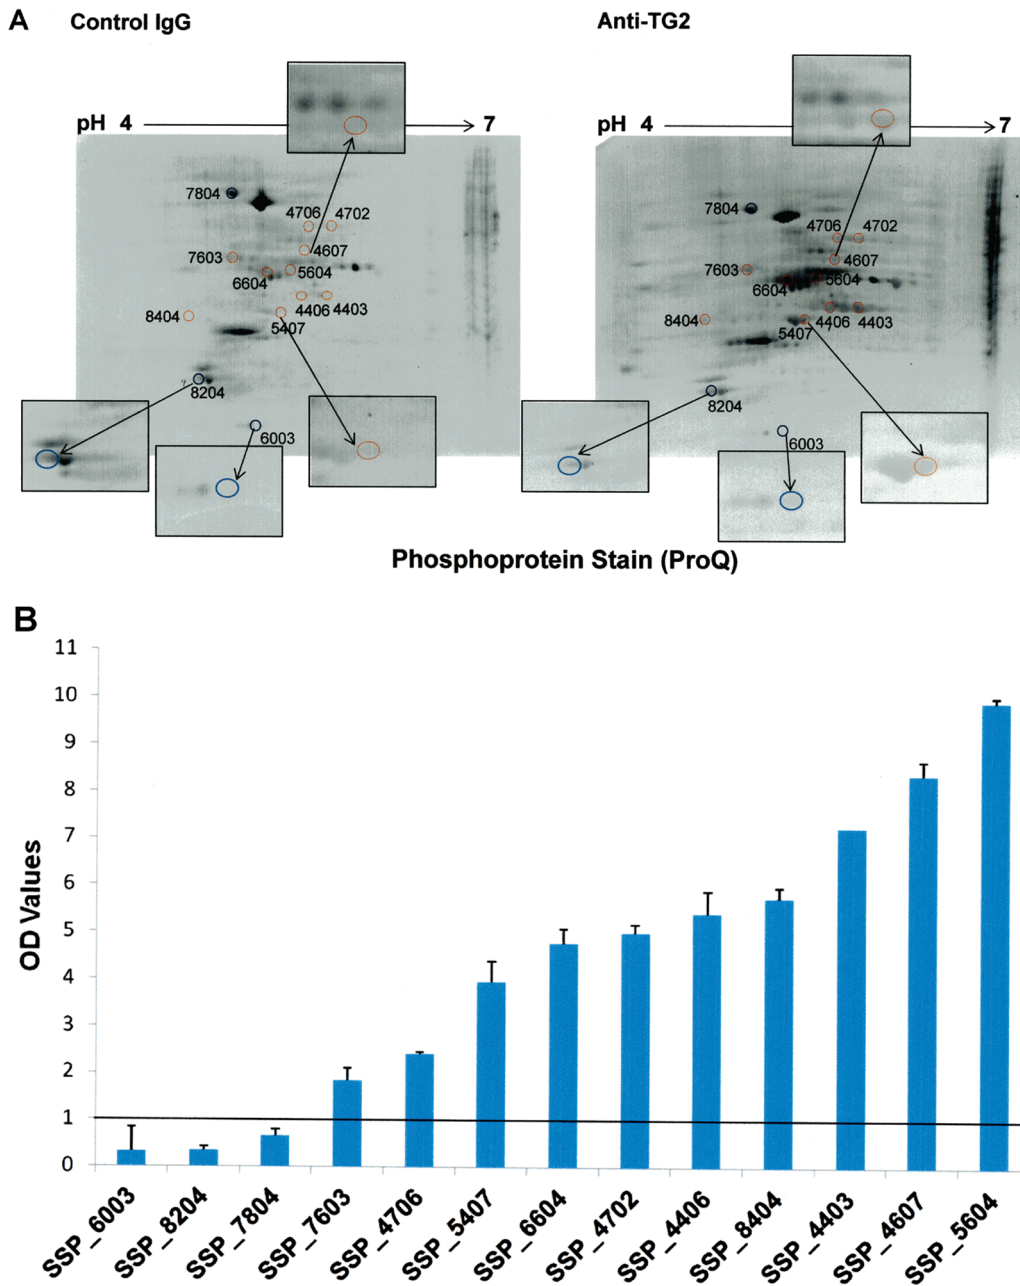 A
Control IgG
Anti-TG2
pH 4
7
pH 4
7
7804
4706
4702
4607
7603
5604
6604
4406
4403
8404
5407
8204
6003
7804
4706
4702
4607
7603
5604
6604
8404
5407
4406
4403
8204
6003
Phosphoprotein Stain (ProQ)
B
OD Values
11
10
9
8
7
6
5
4
3
2
1
0
SSP_6003
SSP_8204
SSP_7804
SSP_7603
SSP_4706
SSP_5407
SSP_6604
SSP_4702
SSP_4406
SSP_8404
SSP_4403
SSP_4607
SSP_5604